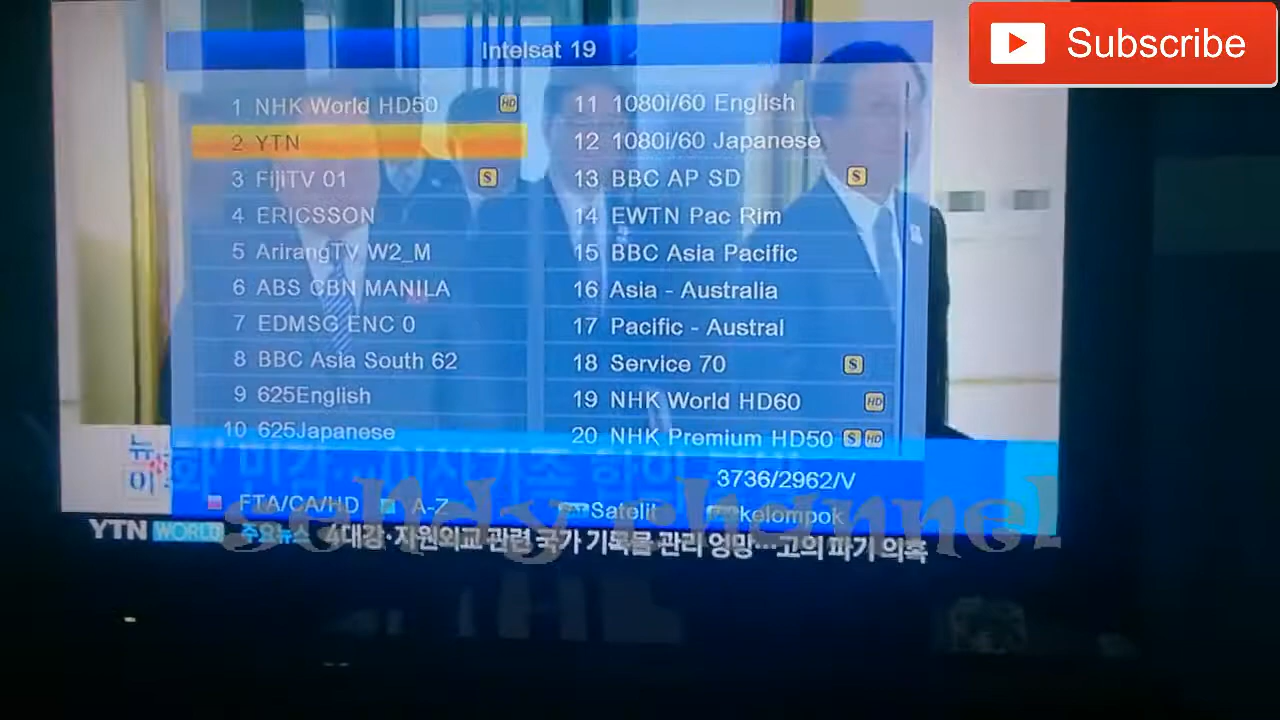 Subscribe
Intelsat 19
1 NHK World HD50 HD
2 YTN
3 FijiTV 01 S
4 ERICSSON
5 ArirangTV W2_M
6 ABS CBN MANILA
7 EDMSG ENC 0
8 BBC Asia South 62
9 625English
10 625Japanese
11 1080i/60 English
12 1080i/60 Japanese
13 BBC AP SD S
14 EWTN Pac Rim
15 BBC Asia Pacific
16 Asia - Australia
17 Pacific - Austral
18 Service 70 S
19 NHK World HD60 HD
20 NHK Premium HD50 S HD
3736/2962/V
FTA/CA/HD A-Z Satelit kelompok
sendy channel
YTN WORLD 주요뉴스 4대강·자원외교 관련 국가 기록물 관리 엉망…고의 파기 의혹